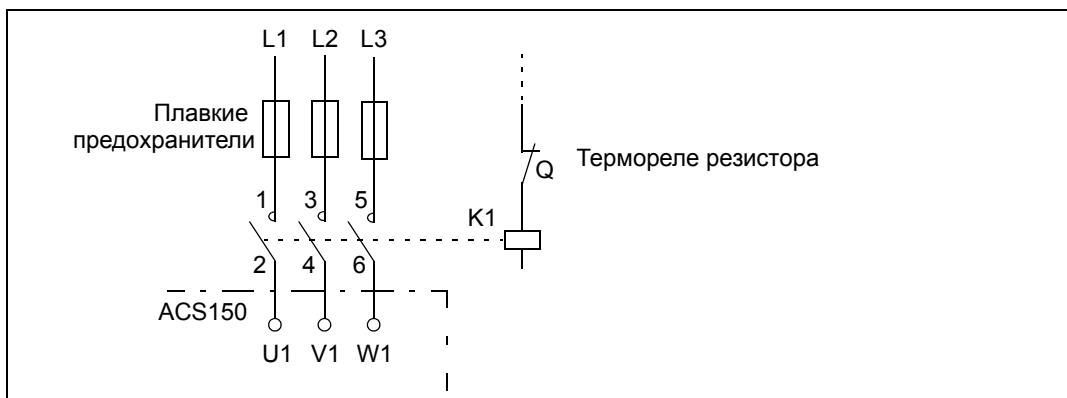 L1 L2 L3
Плавкие
предохранители
Термореле резистора
Q
1 3 5
K1
2 4 6
ACS150
U1 V1 W1